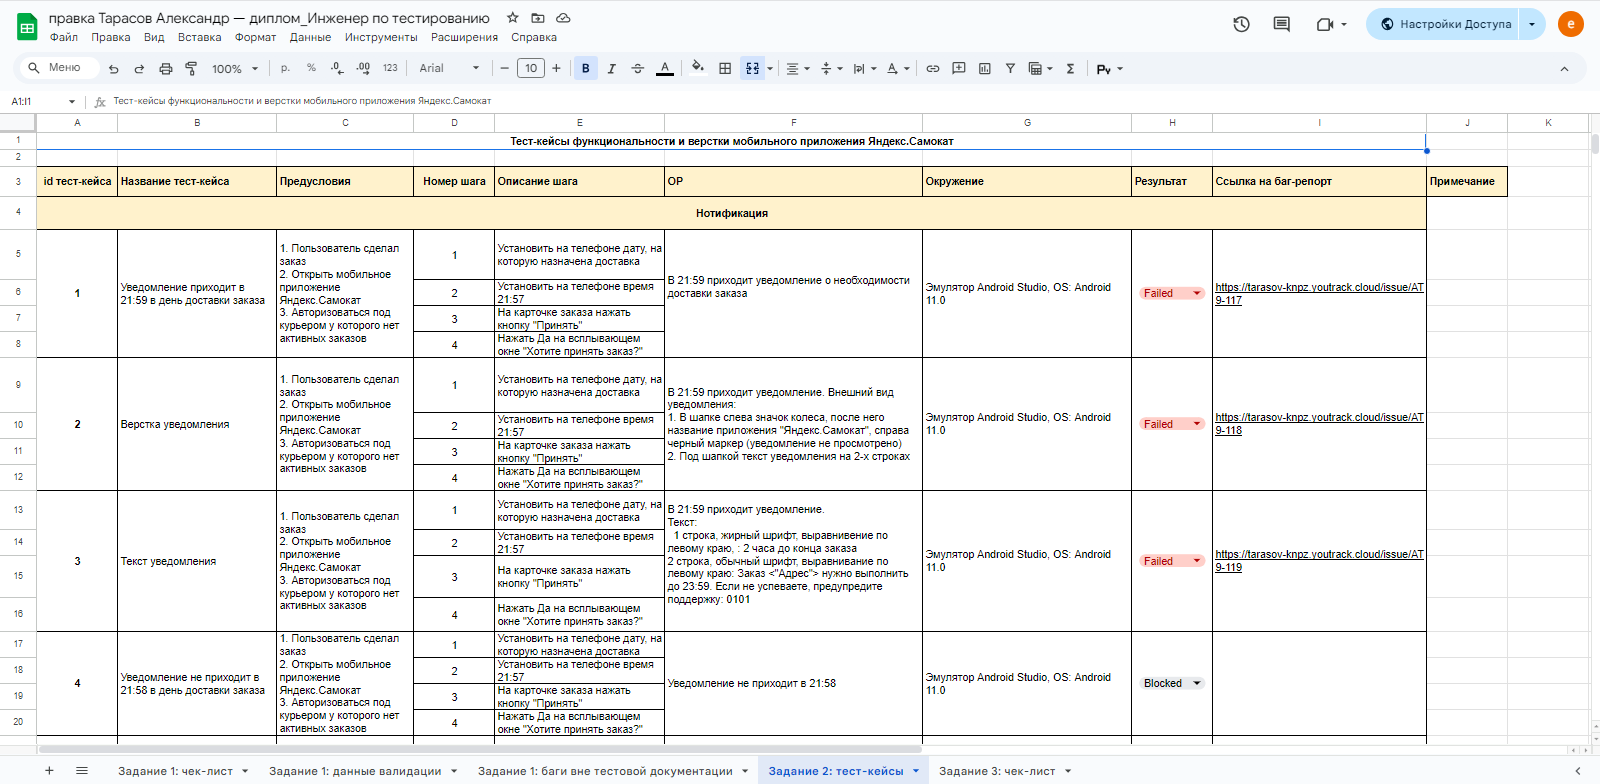 правка Тарасов Александр — диплом_Инженер по тестированию
Файл Правка Вид Вставка Формат Данные Инструменты Расширения Справка
Настройки Доступа
e
Меню
100%
р. % .0 .00 123
Arial
10
B I A
Ру
A1:I1
fx Тест-кейсы функциональности и верстки мобильного приложения Яндекс.Самокат
A B C D E F G H I J K
1
Тест-кейсы функциональности и верстки мобильного приложения Яндекс.Самокат
2
3
id тест-кейса Название тест-кейса Предусловия Номер шага Описание шага ОР Окружение Результат Ссылка на баг-репорт Примечание
4
Нотификация
5 6 7 8
1
Уведомление приходит в
21:59 в день доставки заказа
1. Пользователь сделал
заказ
2. Открыть мобильное
приложение
Яндекс.Самокат
3. Авторизоваться под
курьером у которого нет
активных заказов
1
Установить на телефоне дату, на
которую назначена доставка
2
Установить на телефоне время
21:57
3
На карточке заказа нажать
кнопку "Принять"
4
Нажать Да на всплывающем
окне "Хотите принять заказ?"
В 21:59 приходит уведомление о необходимости
доставки заказа
Эмулятор Android Studio, OS: Android
11.0
Failed
https://tarasov-knpz.youtrack.cloud/issue/AT
9-117
9 10 11 12
2
Верстка уведомления
1. Пользователь сделал
заказ
2. Открыть мобильное
приложение
Яндекс.Самокат
3. Авторизоваться под
курьером у которого нет
активных заказов
1
Установить на телефоне дату, на
которую назначена доставка
2
Установить на телефоне время
21:57
3
На карточке заказа нажать
кнопку "Принять"
4
Нажать Да на всплывающем
окне "Хотите принять заказ?"
В 21:59 приходит уведомление. Внешний вид
уведомления:
1. В шапке слева значок колеса, после него
название приложения "Яндекс.Самокат", справа
черный маркер (уведомление не просмотрено)
2. Под шапкой текст уведомления на 2-х строках
Эмулятор Android Studio, OS: Android
11.0
Failed
https://tarasov-knpz.youtrack.cloud/issue/AT
9-118
13 14 15 16
3
Текст уведомления
1. Пользователь сделал
заказ
2. Открыть мобильное
приложение
Яндекс.Самокат
3. Авторизоваться под
курьером у которого нет
активных заказов
1
Установить на телефоне дату, на
которую назначена доставка
2
Установить на телефоне время
21:57
3
На карточке заказа нажать
кнопку "Принять"
4
Нажать Да на всплывающем
окне "Хотите принять заказ?"
В 21:59 приходит уведомление.
Текст:
1 строка, жирный шрифт, выравнивание по
левому краю, : 2 часа до конца заказа
2 строка, обычный шрифт, выравнивание по
левому краю: Заказ <"Адрес"> нужно выполнить
до 23:59. Если не успеваете, предупредите
поддержку: 0101
Эмулятор Android Studio, OS: Android
11.0
Failed
https://tarasov-knpz.youtrack.cloud/issue/AT
9-119
17 18 19 20
4
Уведомление не приходит в
21:58 в день доставки заказа
1. Пользователь сделал
заказ
2. Открыть мобильное
приложение
Яндекс.Самокат
3. Авторизоваться под
курьером у которого нет
активных заказов
1
Установить на телефоне дату, на
которую назначена доставка
2
Установить на телефоне время
21:57
3
На карточке заказа нажать
кнопку "Принять"
4
Нажать Да на всплывающем
окне "Хотите принять заказ?"
Уведомление не приходит в 21:58
Эмулятор Android Studio, OS: Android
11.0
Blocked
Задание 1: чек-лист Задание 1: данные валидации Задание 1: баги вне тестовой документации Задание 2: тест-кейсы Задание 3: чек-лист